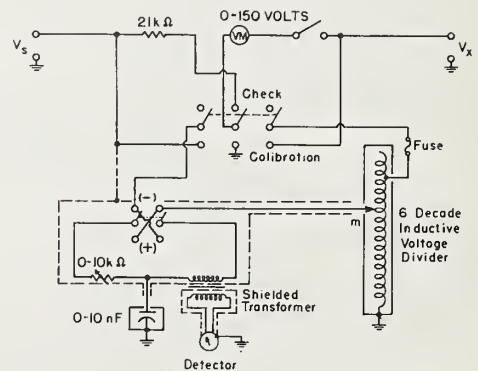 21kΩ
0-150 VOLTS
Vs
VM
Vx
Check
Fuse
Colibrotion
(-)
m
6 Decade
Inductive
Voltage
Divider
(+)
0-10kΩ
Shielded
Transformer
0-10 nF
Detector